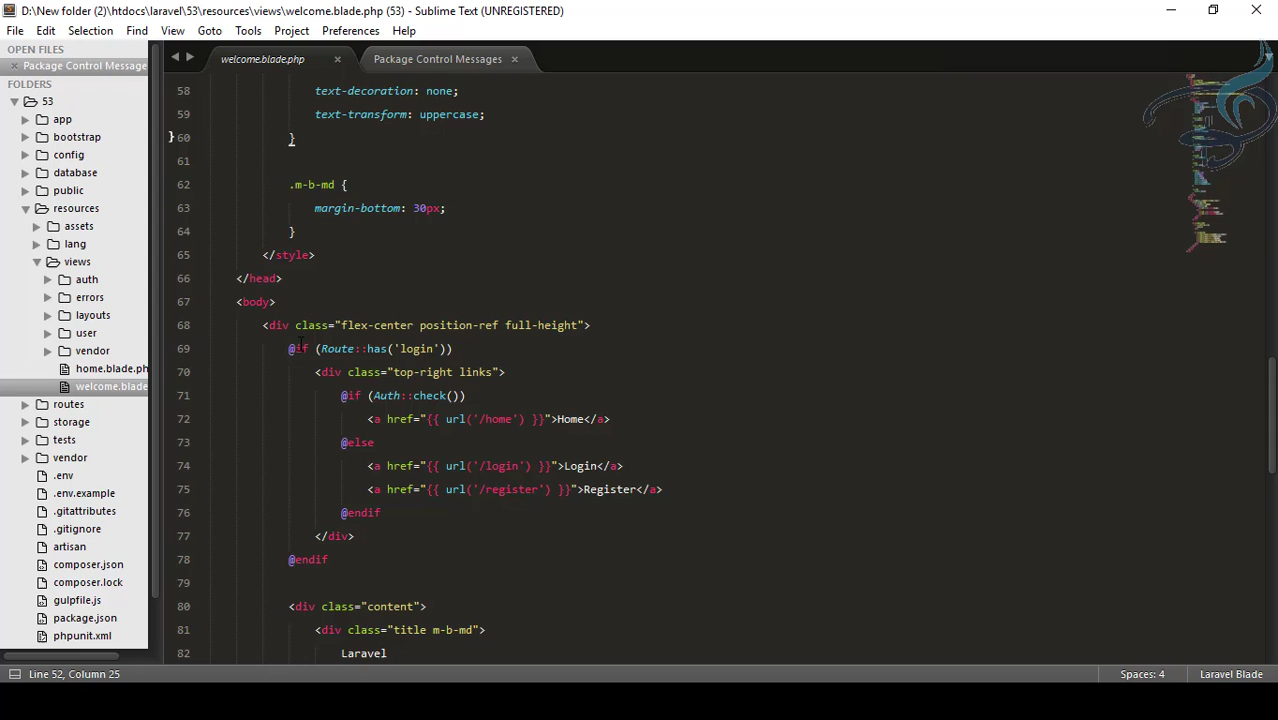 D:\New folder (2)\htdocs\laravel\53\resources\views\welcome.blade.php (53) - Sublime Text (UNREGISTERED)
File Edit Selection Find View Goto Tools Project Preferences Help
OPEN FILES
Package Control Messages
FOLDERS
53
app
bootstrap
config
database
public
resources
assets
lang
views
auth
errors
layouts
user
vendor
home.blade.ph
welcome.blade
routes
storage
tests
vendor
.env
.env.example
.gitattributes
.gitignore
artisan
composer.json
composer.lock
gulpfile.js
package.json
phpunit.xml
welcome.blade.php
Package Control Messages
58 text-decoration: none;
59 text-transform: uppercase;
}60 }
61
62 .m-b-md {
63 margin-bottom: 30px;
64 }
65 </style>
66 </head>
67 <body>
68 <div class="flex-center position-ref full-height">
69 @if (Route::has('login'))
70 <div class="top-right links">
71 @if (Auth::check())
72 <a href="{{ url('/home') }}">Home</a>
73 @else
74 <a href="{{ url('/login') }}">Login</a>
75 <a href="{{ url('/register') }}">Register</a>
76 @endif
77 </div>
78 @endif
79
80 <div class="content">
81 <div class="title m-b-md">
82 Laravel
Line 52, Column 25
Spaces: 4
Laravel Blade